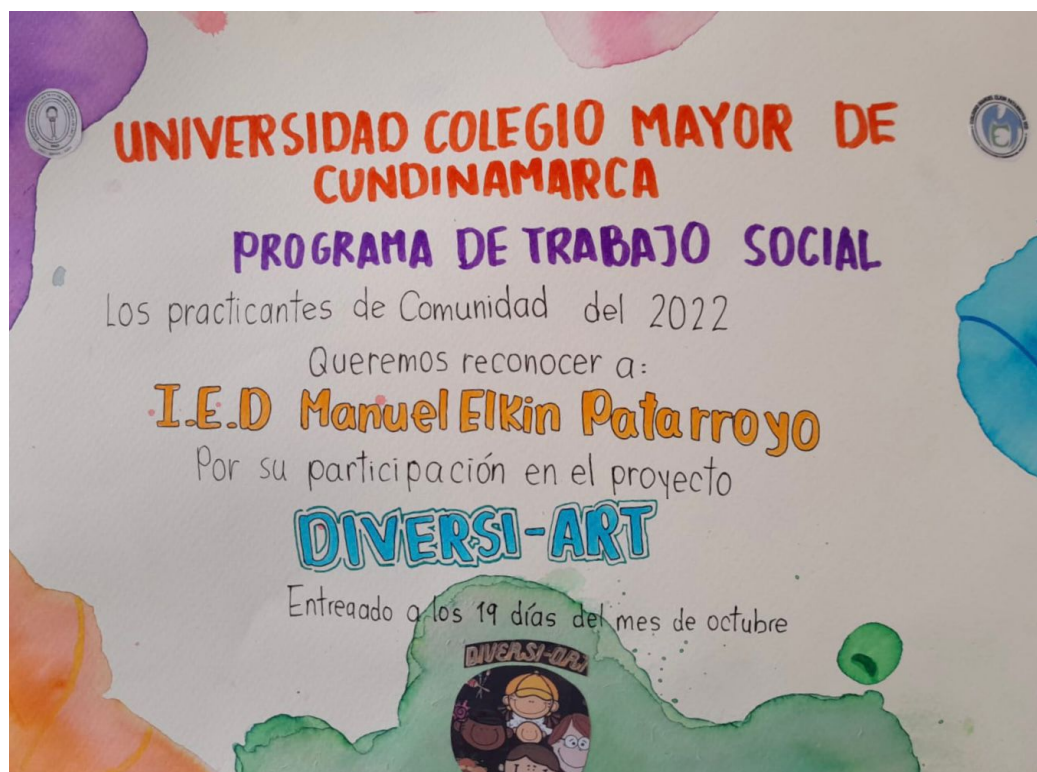 UNIVERSIDAD COLEGIO MAYOR DE
CUNDINAMARCA
PROGRAMA DE TRABAJO SOCIAL
Los practicantes de Comunidad del 2022
Queremos reconocer a:
I.E.D Manuel Elkin Patarroyo
Por su participación en el proyecto
DIVERSI-ART
Entregado a los 19 días del mes de octubre
DIVERSI-ART